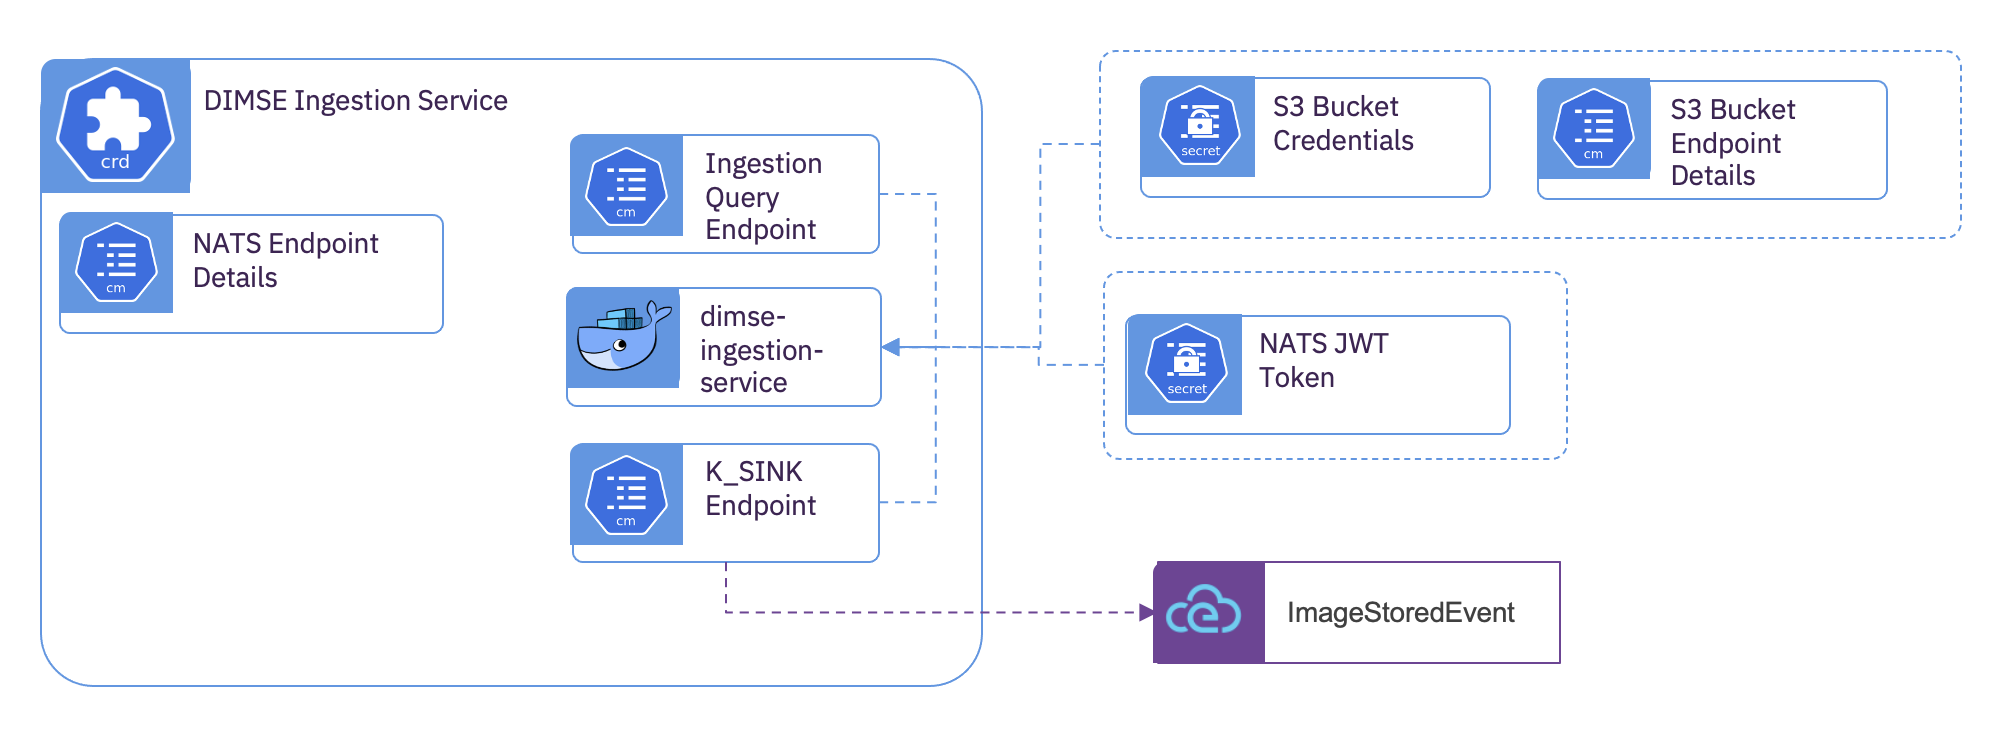 DIMSE Ingestion Service
crd
NATS Endpoint
Details
cm
Ingestion
Query
Endpoint
cm
dimse-
ingestion-
service
K_SINK
Endpoint
cm
S3 Bucket
Credentials
secret
S3 Bucket
Endpoint
Details
cm
NATS JWT
Token
secret
ce
ImageStoredEvent